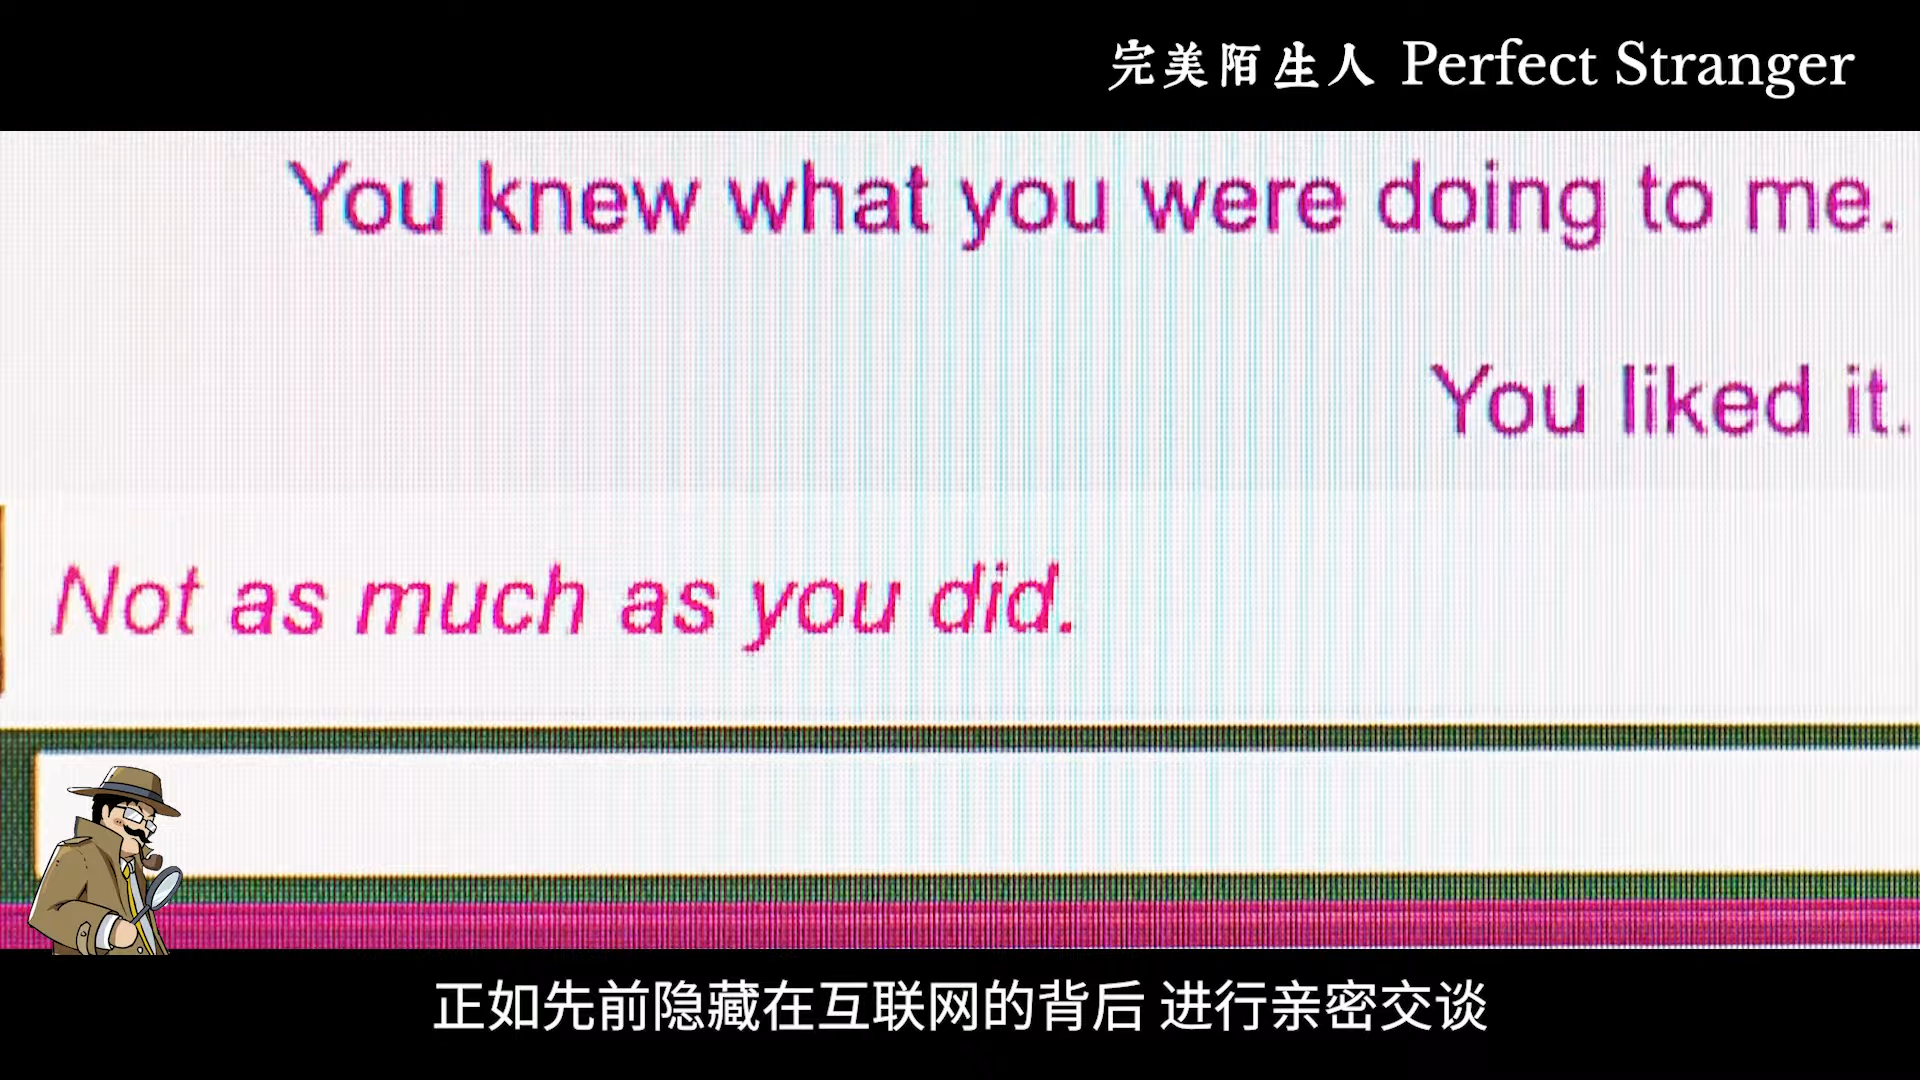 完美陌生人 Perfect Stranger
You knew what you were doing to me.
You liked it.
Not as much as you did.
正如先前隐藏在互联网的背后 进行亲密交谈